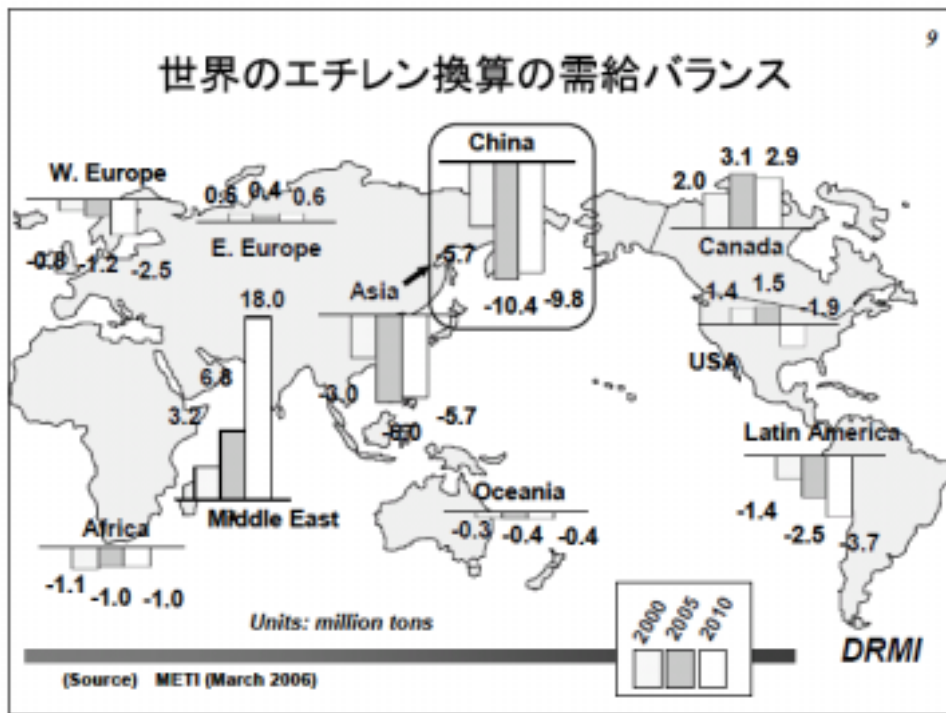 9
世界のエチレン換算の需給バランス
China
-5.7
-10.4
-9.8
W. Europe
-0.8
-1.2
-2.5
0.4
0.6
E. Europe
2.0
3.1
2.9
Canada
1.4
1.5
-1.9
USA
Asia
-3.0
-5.7
18.0
6.8
3.2
Middle East
Latin America
-1.4
-2.5
-3.7
Oceania
-0.3
-0.4
-0.4
Africa
-1.1
-1.0
-1.0
Units: million tons
2000
2005
2010
DRMI
(Source) METI (March 2006)